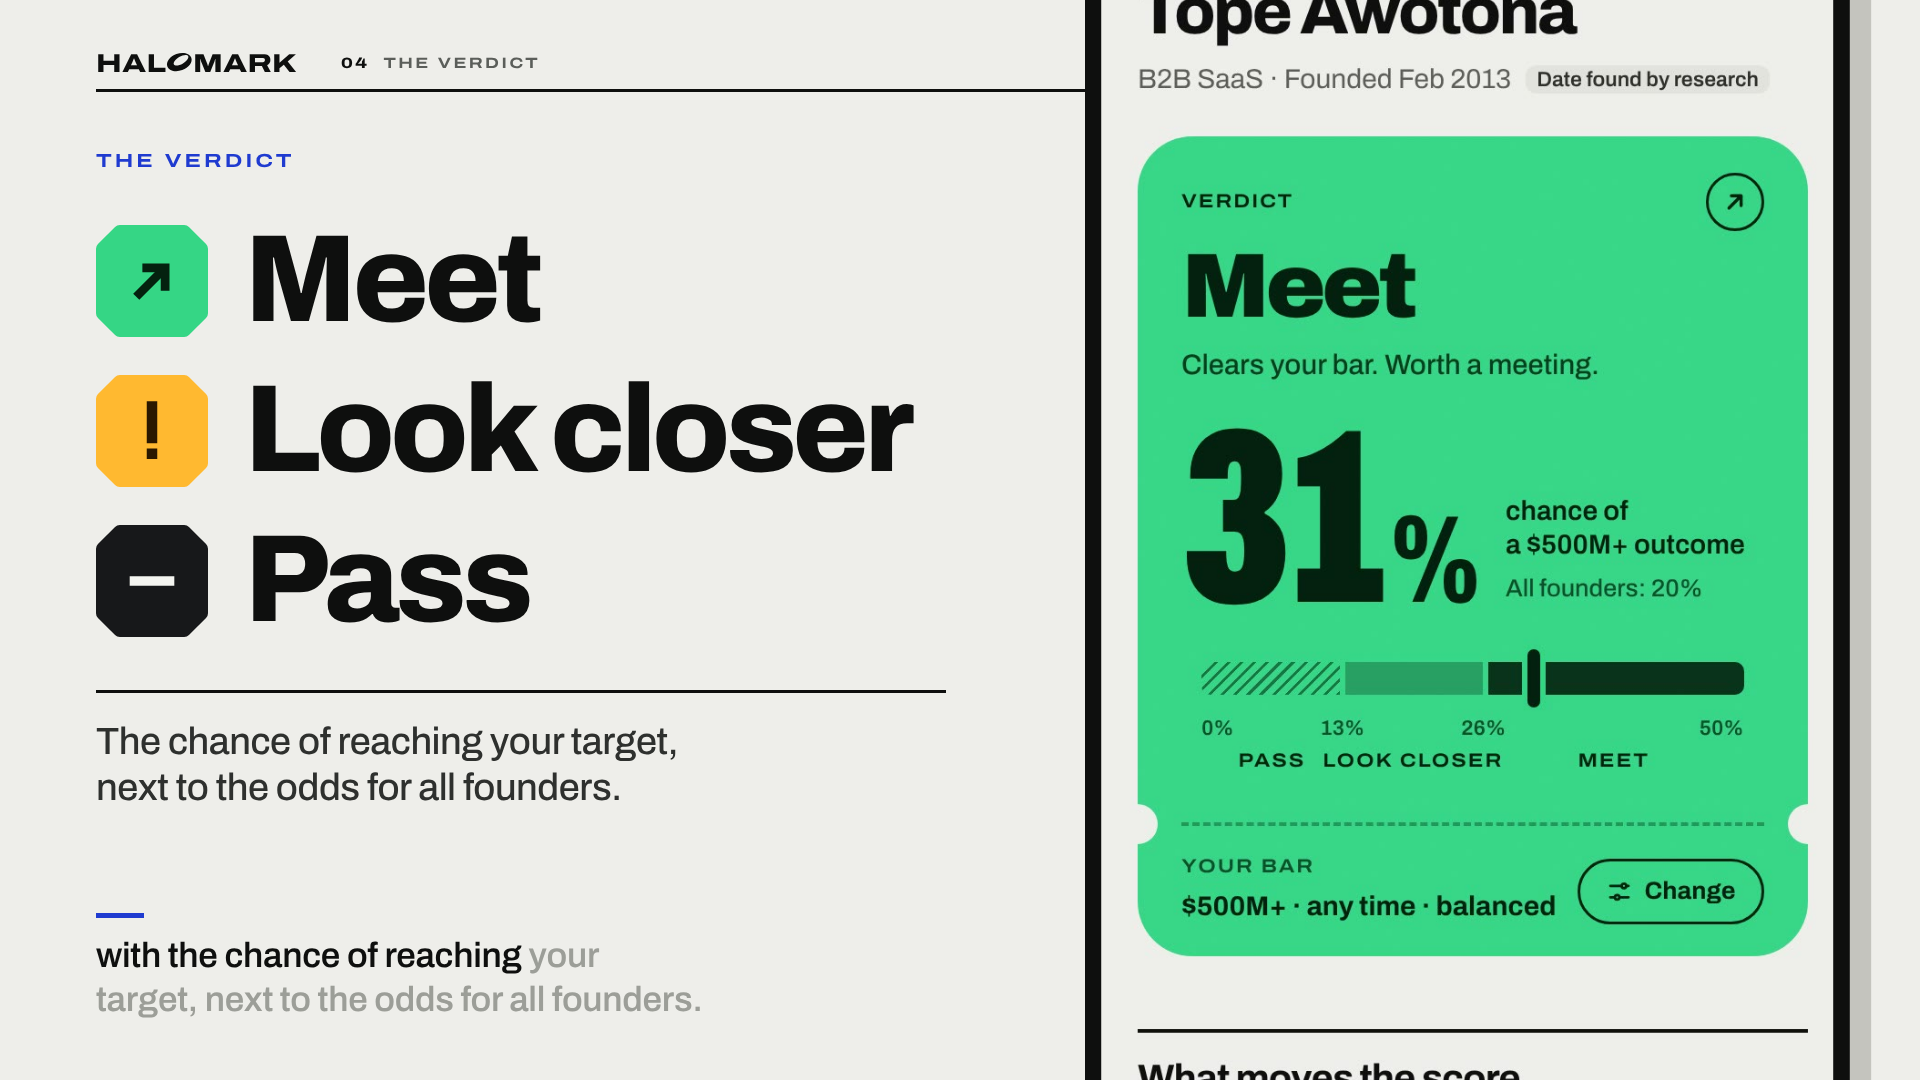 HALOMARK
04 THE VERDICT
THE VERDICT
Meet
! Look closer
Pass
The chance of reaching your target,
next to the odds for all founders.
with the chance of reaching your
target, next to the odds for all founders.
Tope Awotona
B2B SaaS · Founded Feb 2013 Date found by research
VERDICT
Meet
Clears your bar. Worth a meeting.
31%
chance of
a $500M+ outcome
All founders: 20%
0% 13% 26% 50%
PASS LOOK CLOSER MEET
YOUR BAR
$500M+ · any time · balanced
Change
What moves the score